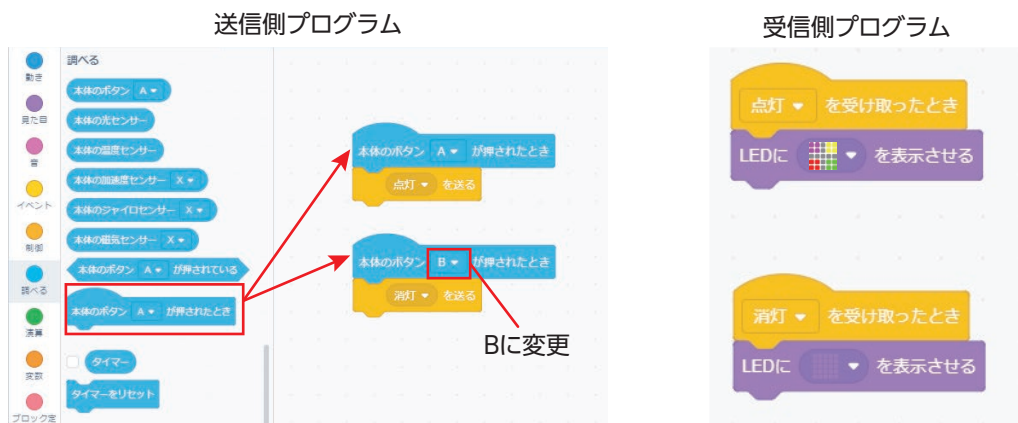 送信側プログラム
受信側プログラム
動き
見た目
音
イベント
制御
調べる
演算
変数
ブロック定
調べる
本体のボタン A
本体の光センサー
本体の温度センサー
本体の加速度センサー X
本体のジャイロセンサー X
本体の磁気センサー X
本体のボタン A が押されている
本体のボタン A が押されたとき
タイマー
タイマーをリセット
本体のボタン A が押されたとき
点灯 を送る
本体のボタン B が押されたとき
消灯 を送る
Bに変更
点灯 を受け取ったとき
LEDに を表示させる
消灯 を受け取ったとき
LEDに を表示させる